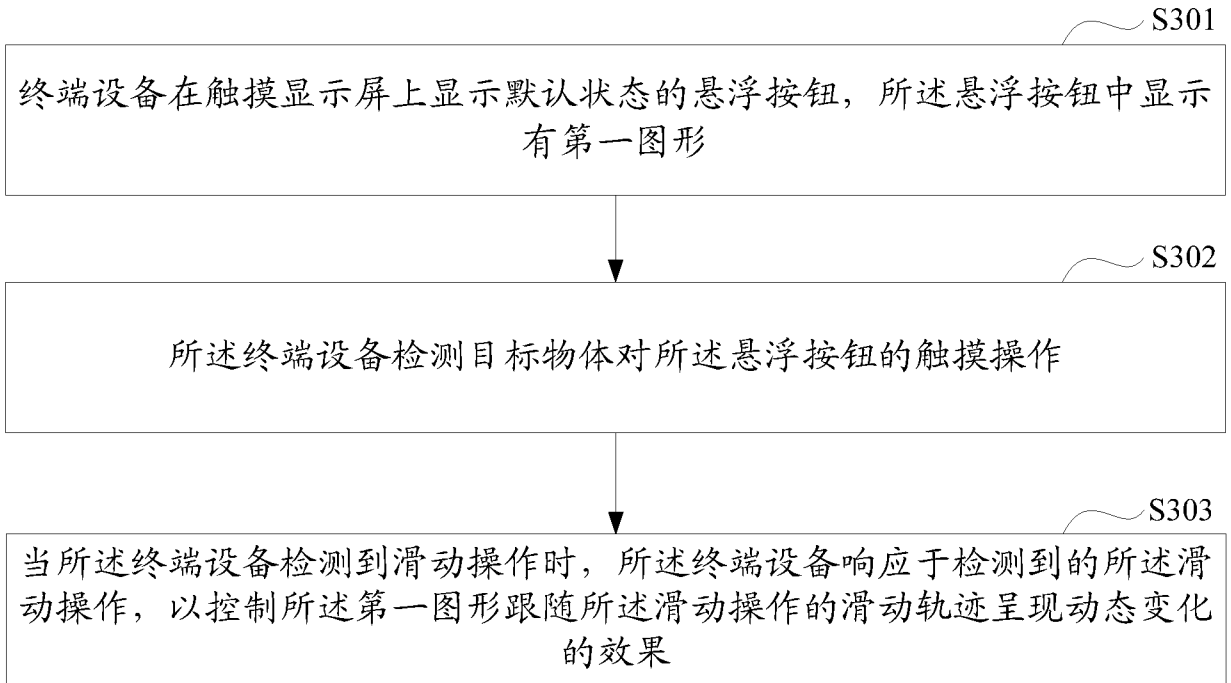 S301
终端设备在触摸显示屏上显示默认状态的悬浮按钮，所述悬浮按钮中显示
有第一图形
S302
所述终端设备检测目标物体对所述悬浮按钮的触摸操作
S303
当所述终端设备检测到滑动操作时，所述终端设备响应于检测到的所述滑
动操作，以控制所述第一图形跟随所述滑动操作的滑动轨迹呈现动态变化
的效果